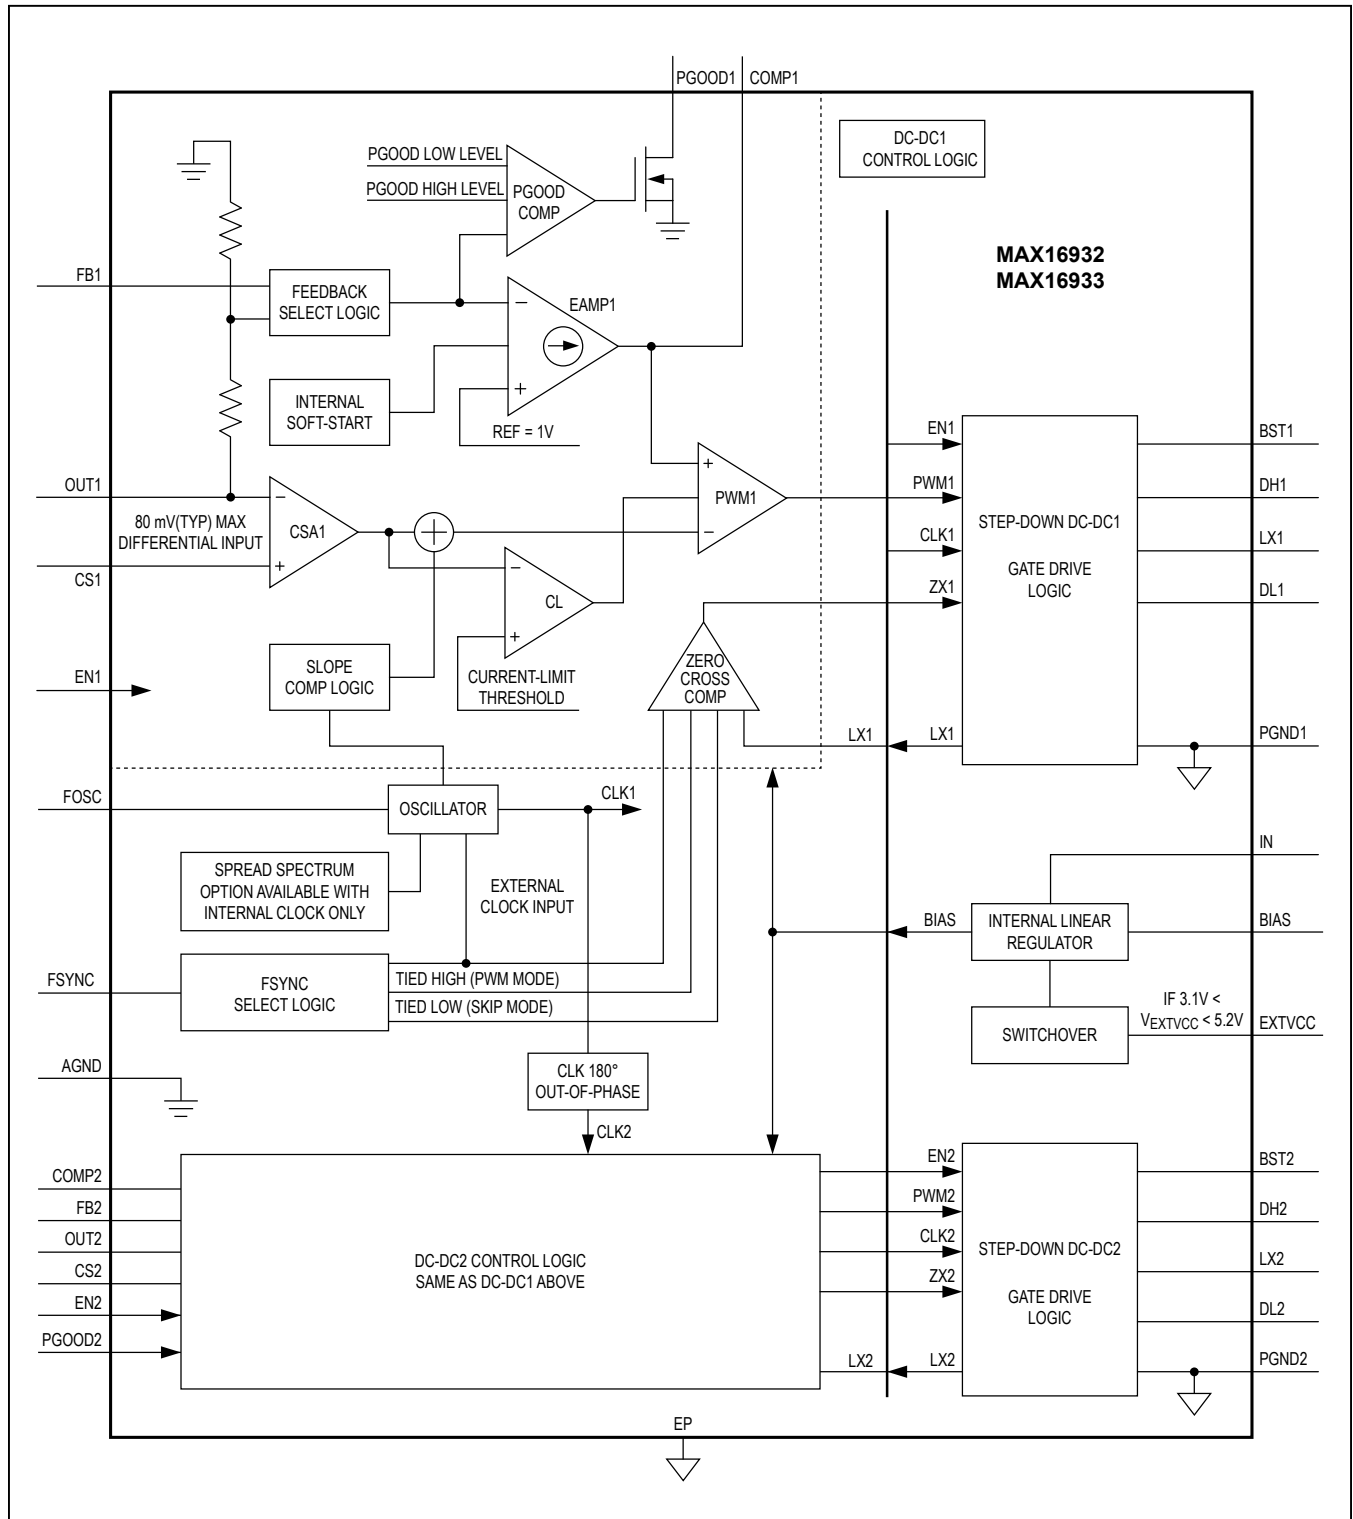 PGOOD1
COMP1
DC-DC1
CONTROL LOGIC
PGOOD LOW LEVEL
PGOOD HIGH LEVEL
PGOOD
COMP
MAX16932
MAX16933
FB1
FEEDBACK
SELECT LOGIC
−
EAMP1
+
INTERNAL
SOFT-START
REF = 1V
OUT1
80 mV(TYP) MAX
DIFFERENTIAL INPUT
CS1
−
CSA1
+
+
+
PWM1
−
−
CL
+
CURRENT-LIMIT
THRESHOLD
SLOPE
COMP LOGIC
EN1
ZERO
CROSS
COMP
EN1
PWM1
CLK1
ZX1
STEP-DOWN DC-DC1
GATE DRIVE
LOGIC
BST1
DH1
LX1
DL1
LX1
LX1
PGND1
FOSC
OSCILLATOR
CLK1
SPREAD SPECTRUM
OPTION AVAILABLE WITH
INTERNAL CLOCK ONLY
EXTERNAL
CLOCK INPUT
IN
BIAS
INTERNAL LINEAR
REGULATOR
BIAS
FSYNC
FSYNC
SELECT LOGIC
TIED HIGH (PWM MODE)
TIED LOW (SKIP MODE)
SWITCHOVER
IF 3.1V <
VEXTVCC < 5.2V
EXTVCC
AGND
CLK 180°
OUT-OF-PHASE
CLK2
COMP2
FB2
OUT2
CS2
EN2
PGOOD2
DC-DC2 CONTROL LOGIC
SAME AS DC-DC1 ABOVE
EN2
PWM2
CLK2
ZX2
LX2
LX2
STEP-DOWN DC-DC2
GATE DRIVE
LOGIC
BST2
DH2
LX2
DL2
PGND2
EP